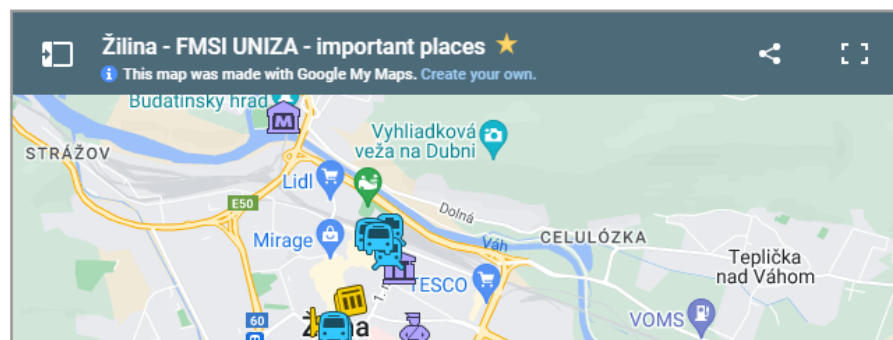 Žilina - FMSI UNIZA - important places
This map was made with Google My Maps. Create your own.
Budatínsky hrad
M
STRÁŽOV
Vyhliadková
veža na Dubni
Lidl
E50
Dolná
Mirage
Váh
CELULÓZKA
Teplička
nad Váhom
TESCO
1.
VOMS
60
a